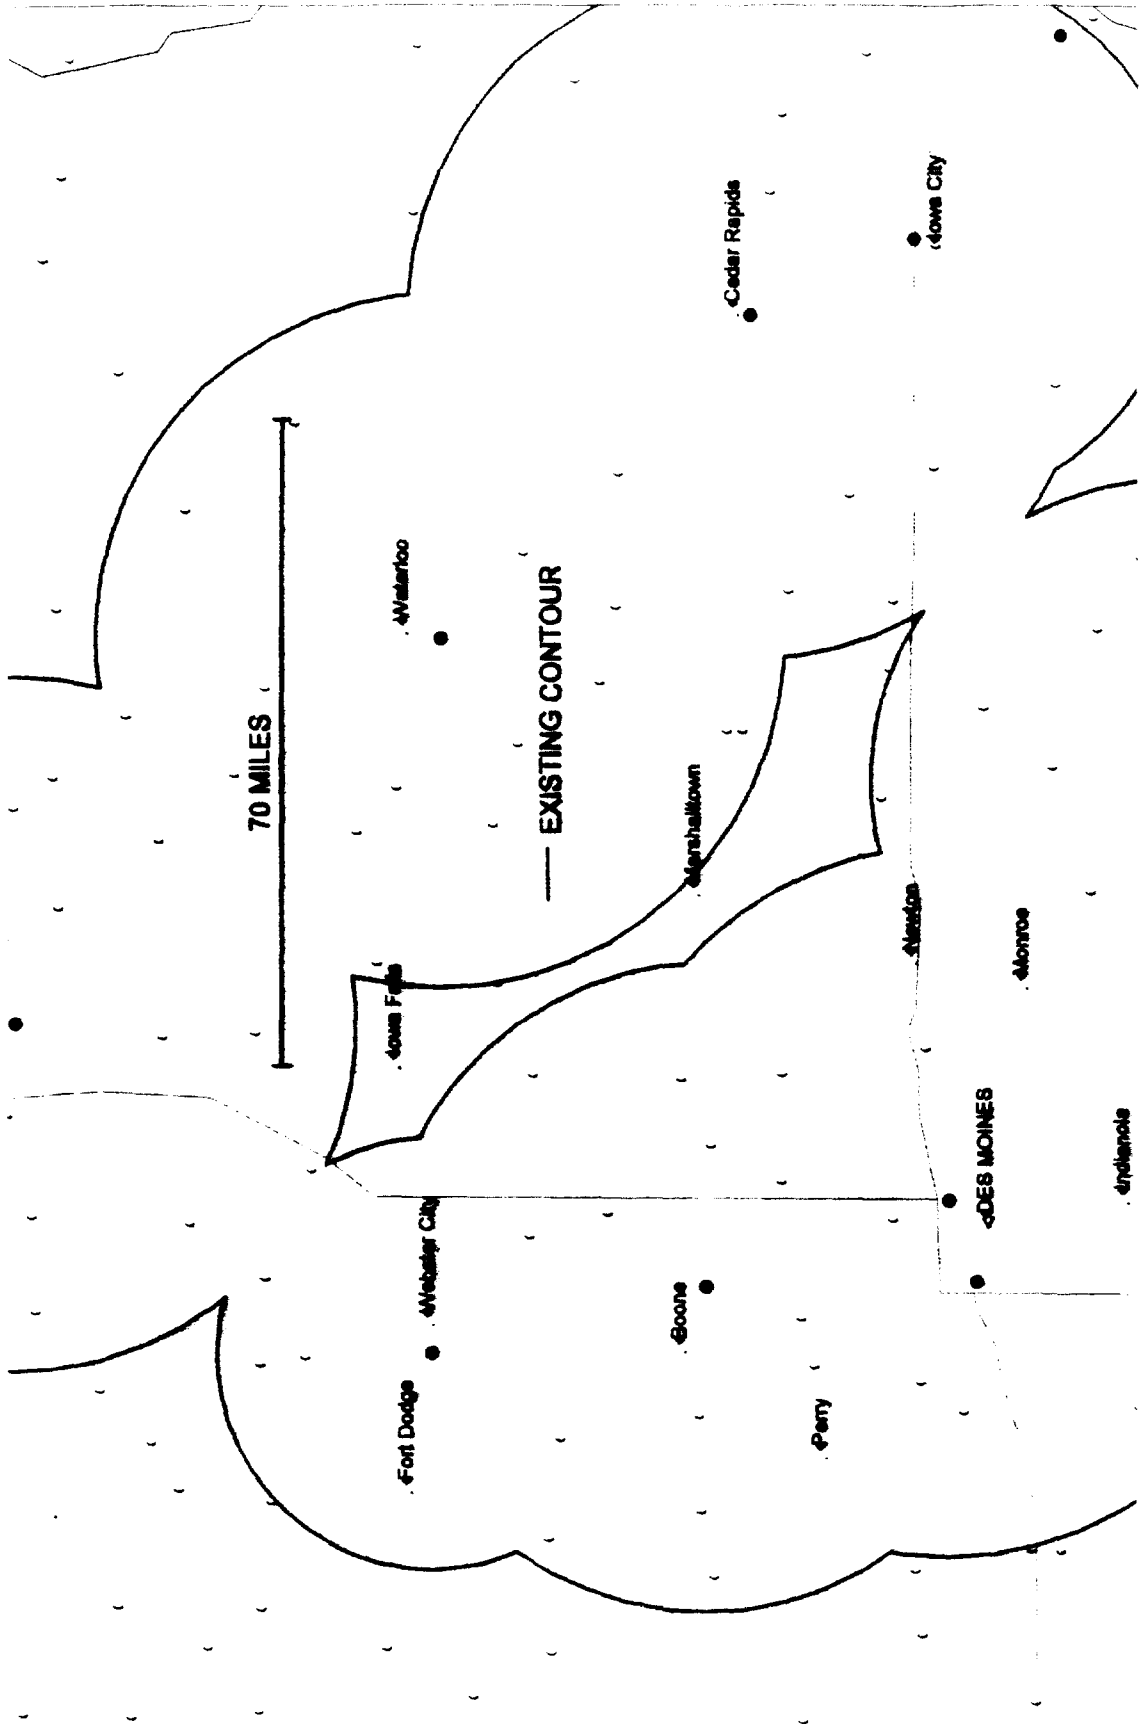 Fort Dodge
Webster City
Iowa Falls
70 MILES
Waterloo
EXISTING CONTOUR
Boone
Marshalltown
Cedar Rapids
Perry
Newton
Iowa City
DES MOINES
Monroe
Indianola